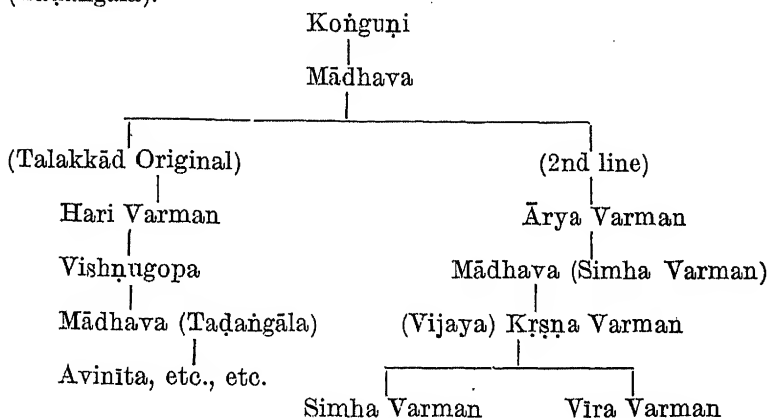 Koṅguṇi
Mādhava
(Talakkād Original) (2nd line)
Hari Varman Ārya Varman
Vishṇugopa Mādhava (Simha Varman)
Mādhava (Taḍaṅgāla) (Vijaya) Kṛṣṇa Varman
Avinīta, etc., etc.
Simha Varman Vīra Varman